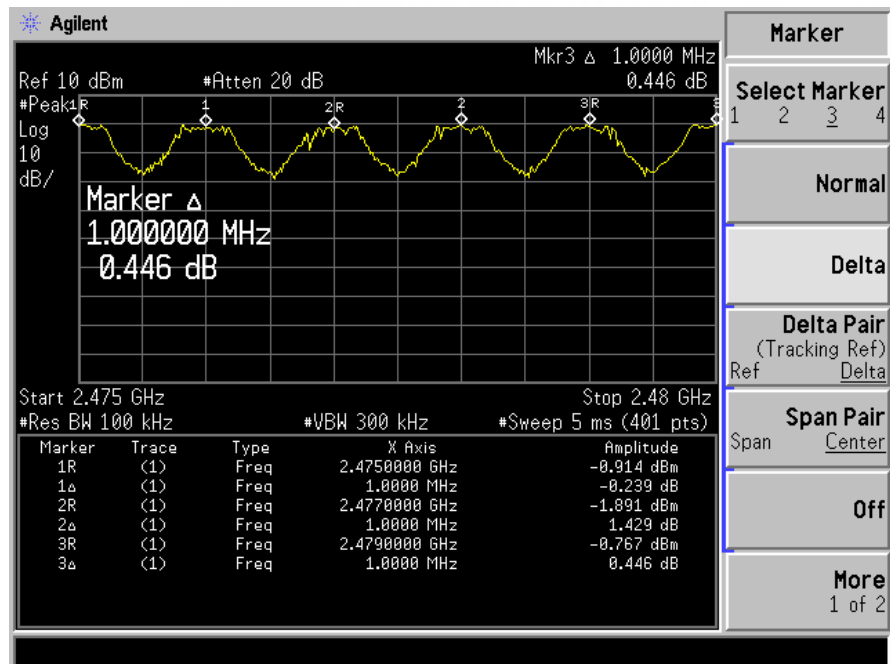 Agilent
Marker
Mkr3 Δ 1.0000 MHz
Ref 10 dBm #Atten 20 dB 0.446 dB
#Peak
Log
10
dB/
1R 1 2R 2 3R
Marker Δ
1.000000 MHz
0.446 dB
Start 2.475 GHz Stop 2.48 GHz
#Res BW 100 kHz #VBW 300 kHz #Sweep 5 ms (401 pts)
Marker Trace Type X Axis Amplitude
1R (1) Freq 2.4750000 GHz -0.914 dBm
1Δ (1) Freq 1.0000 MHz -0.239 dB
2R (1) Freq 2.4770000 GHz -1.891 dBm
2Δ (1) Freq 1.0000 MHz 1.429 dB
3R (1) Freq 2.4790000 GHz -0.767 dBm
3Δ (1) Freq 1.0000 MHz 0.446 dB
Select Marker
1 2 3 4
Normal
Delta
Delta Pair
(Tracking Ref)
Ref Delta
Span Pair
Span Center
Off
More
1 of 2